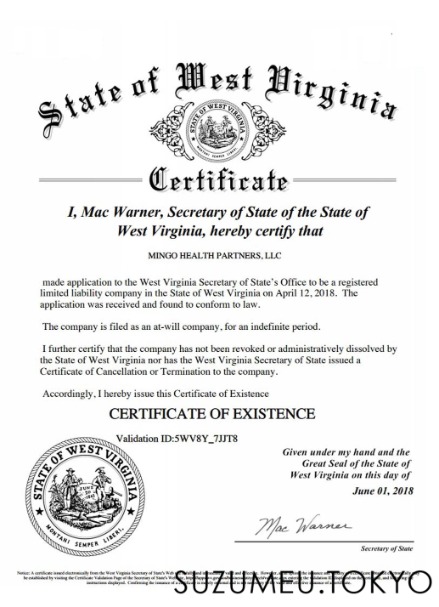 State of West Virginia
STATE OF WEST VIRGINIA
MONTANI SEMPER LIBERI
Certificate
I, Mac Warner, Secretary of State of the State of
West Virginia, hereby certify that
MINGO HEALTH PARTNERS, LLC
made application to the West Virginia Secretary of State's Office to be a registered
limited liability company in the State of West Virginia on April 12, 2018. The
application was received and found to conform to law.
The company is filed as an at-will company, for an indefinite period.
I further certify that the company has not been revoked or administratively dissolved by
the State of West Virginia nor has the West Virginia Secretary of State issued a
Certificate of Cancellation or Termination to the company.
Accordingly, I hereby issue this Certificate of Existence
CERTIFICATE OF EXISTENCE
Validation ID:5WV8Y_7JJT8
STATE OF WEST VIRGINIA
MONTANI SEMPER LIBERI
Given under my hand and the
Great Seal of the State of
West Virginia on this day of
June 01, 2018
Mac Warner
Secretary of State
Notice: A certificate issued electronically from the West Virginia Secretary of State's Web
be established by visiting the Certificate Validation Page of the Secretary of State's
instructions displayed. Confirming the issuance of a
SUZUMEU.TOKYO